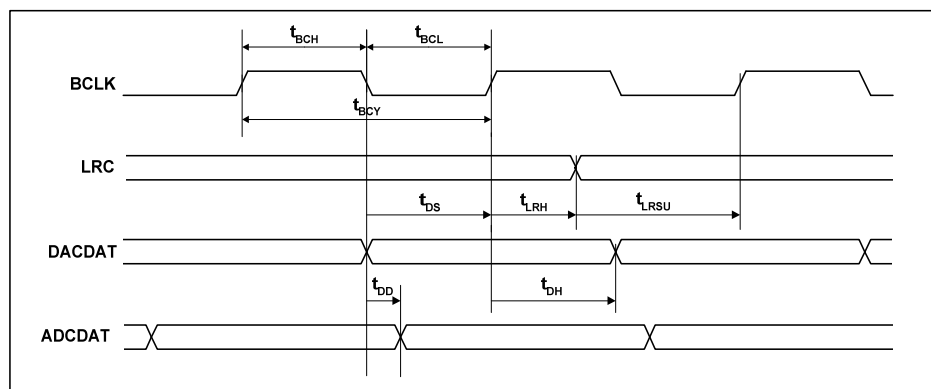 tBCH tBCL
BCLK
tBCY
LRC
tDS tLRH tLRSU
DACDAT
tDD tDH
ADCDAT